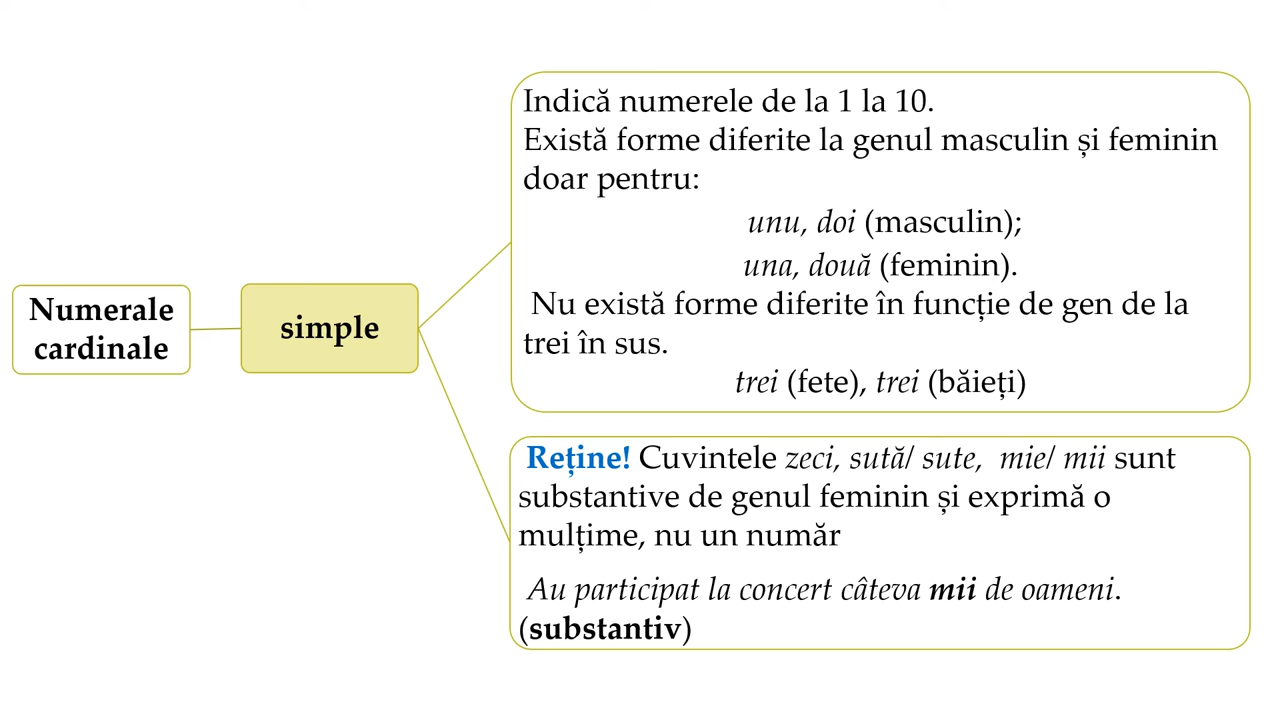 Numerale
cardinale
simple
Indică numerele de la 1 la 10.
Există forme diferite la genul masculin și feminin
doar pentru:
unu, doi (masculin);
una, două (feminin).
Nu există forme diferite în funcție de gen de la
trei în sus.
trei (fete), trei (băieți)
Reține! Cuvintele zeci, sută/ sute, mie/ mii sunt
substantive de genul feminin și exprimă o
mulțime, nu un număr
Au participat la concert câteva mii de oameni.
(substantiv)